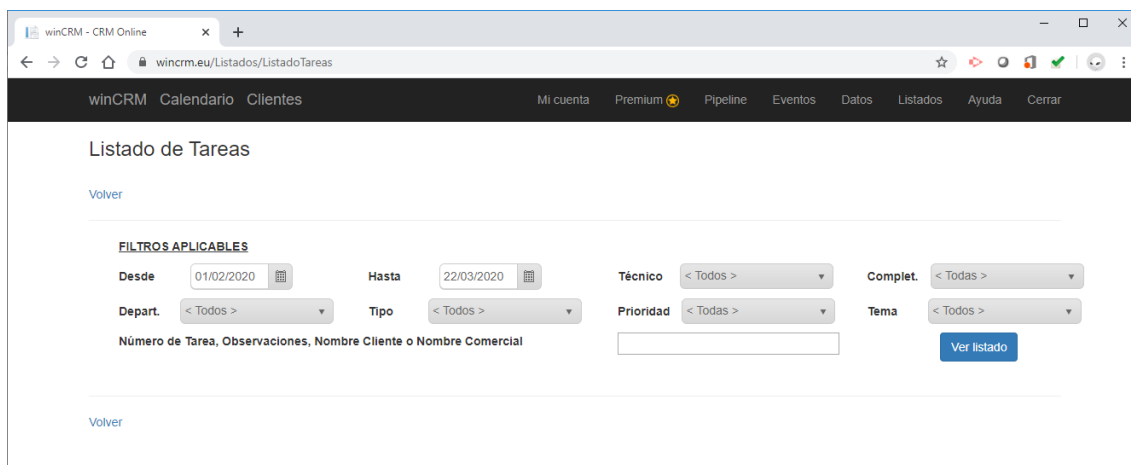 winCRM - CRM Online
wincrm.eu/Listados/ListadoTareas
winCRM Calendario Clientes Mi cuenta Premium Pipeline Eventos Datos Listados Ayuda Cerrar
Listado de Tareas
Volver
FILTROS APLICABLES
Desde 01/02/2020 Hasta 22/03/2020 Técnico < Todos > Complet. < Todas >
Depart. < Todos > Tipo < Todos > Prioridad < Todas > Tema < Todos >
Número de Tarea, Observaciones, Nombre Cliente o Nombre Comercial Ver listado
Volver